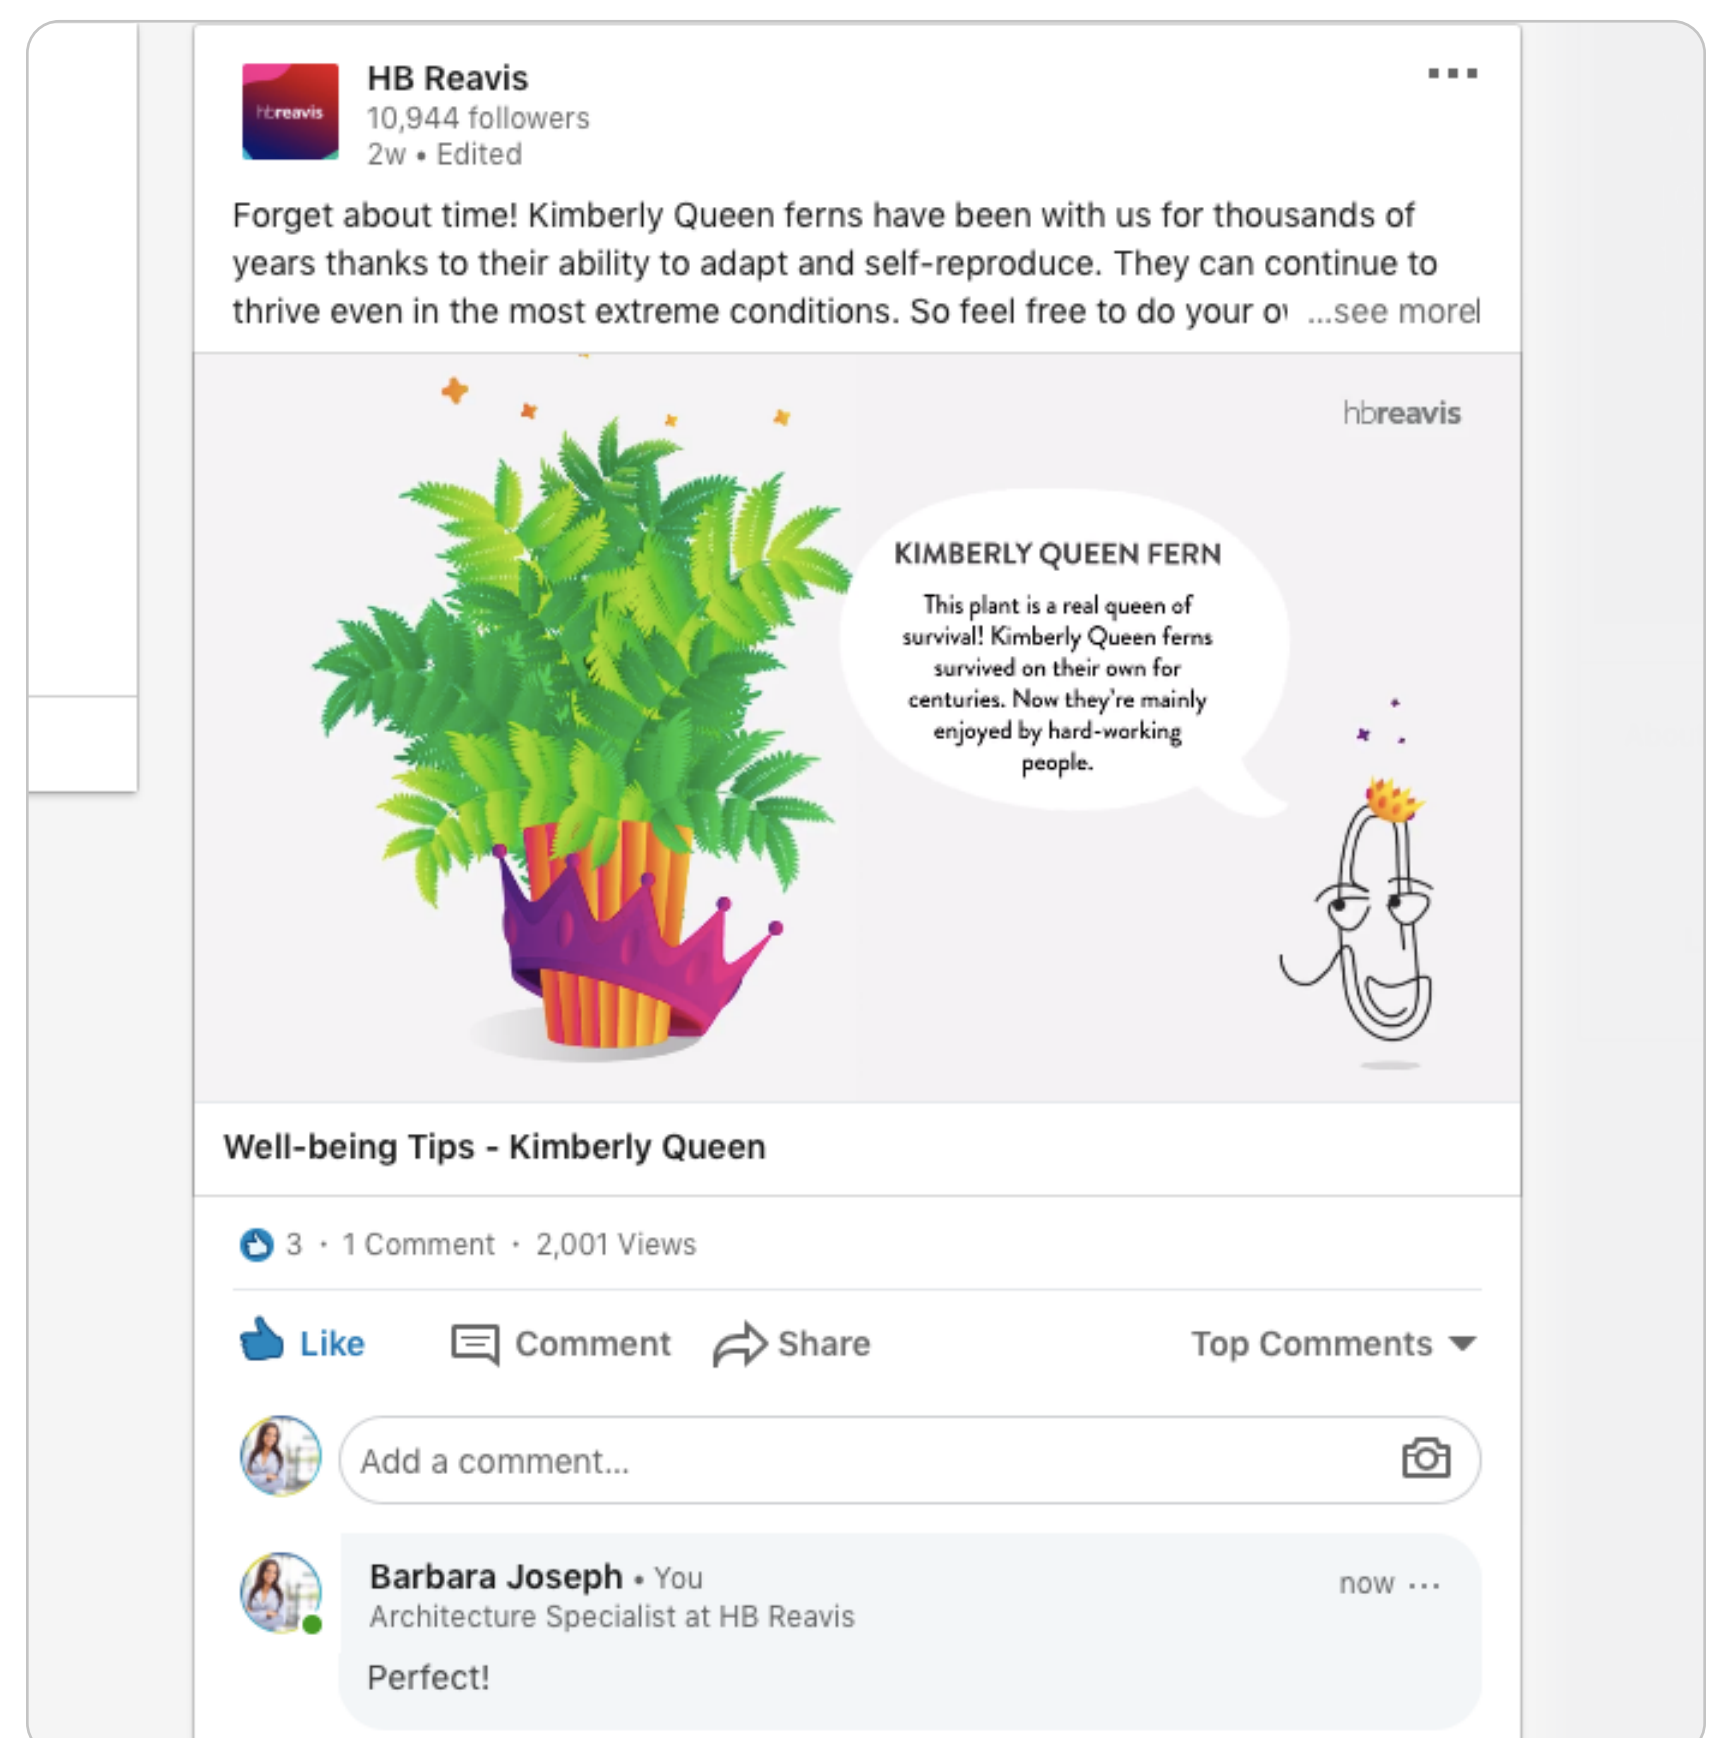 hbreavis
HB Reavis
10,944 followers
2w • Edited
Forget about time! Kimberly Queen ferns have been with us for thousands of
years thanks to their ability to adapt and self-reproduce. They can continue to
thrive even in the most extreme conditions. So feel free to do your ...see more
hbreavis
KIMBERLY QUEEN FERN
This plant is a real queen of
survival! Kimberly Queen ferns
survived on their own for
centuries. Now they're mainly
enjoyed by hard-working
people.
Well-being Tips - Kimberly Queen
3 · 1 Comment · 2,001 Views
Like Comment Share Top Comments
Add a comment...
Barbara Joseph • You now ...
Architecture Specialist at HB Reavis
Perfect!